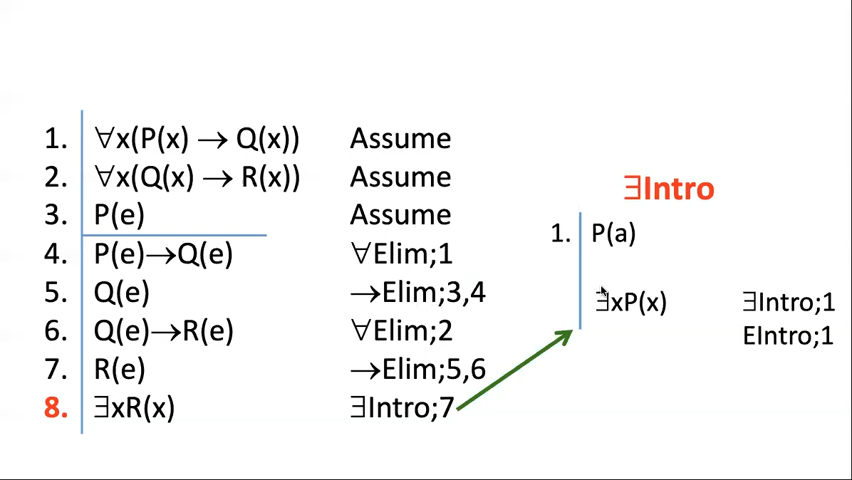 1. ∀x(P(x) → Q(x)) Assume
2. ∀x(Q(x) → R(x)) Assume
3. P(e) Assume
4. P(e)→Q(e) ∀Elim;1
5. Q(e) →Elim;3,4
6. Q(e)→R(e) ∀Elim;2
7. R(e) →Elim;5,6
8. ∃xR(x) ∃Intro;7
∃Intro
1. P(a)
∃xP(x) ∃Intro;1
EIntro;1